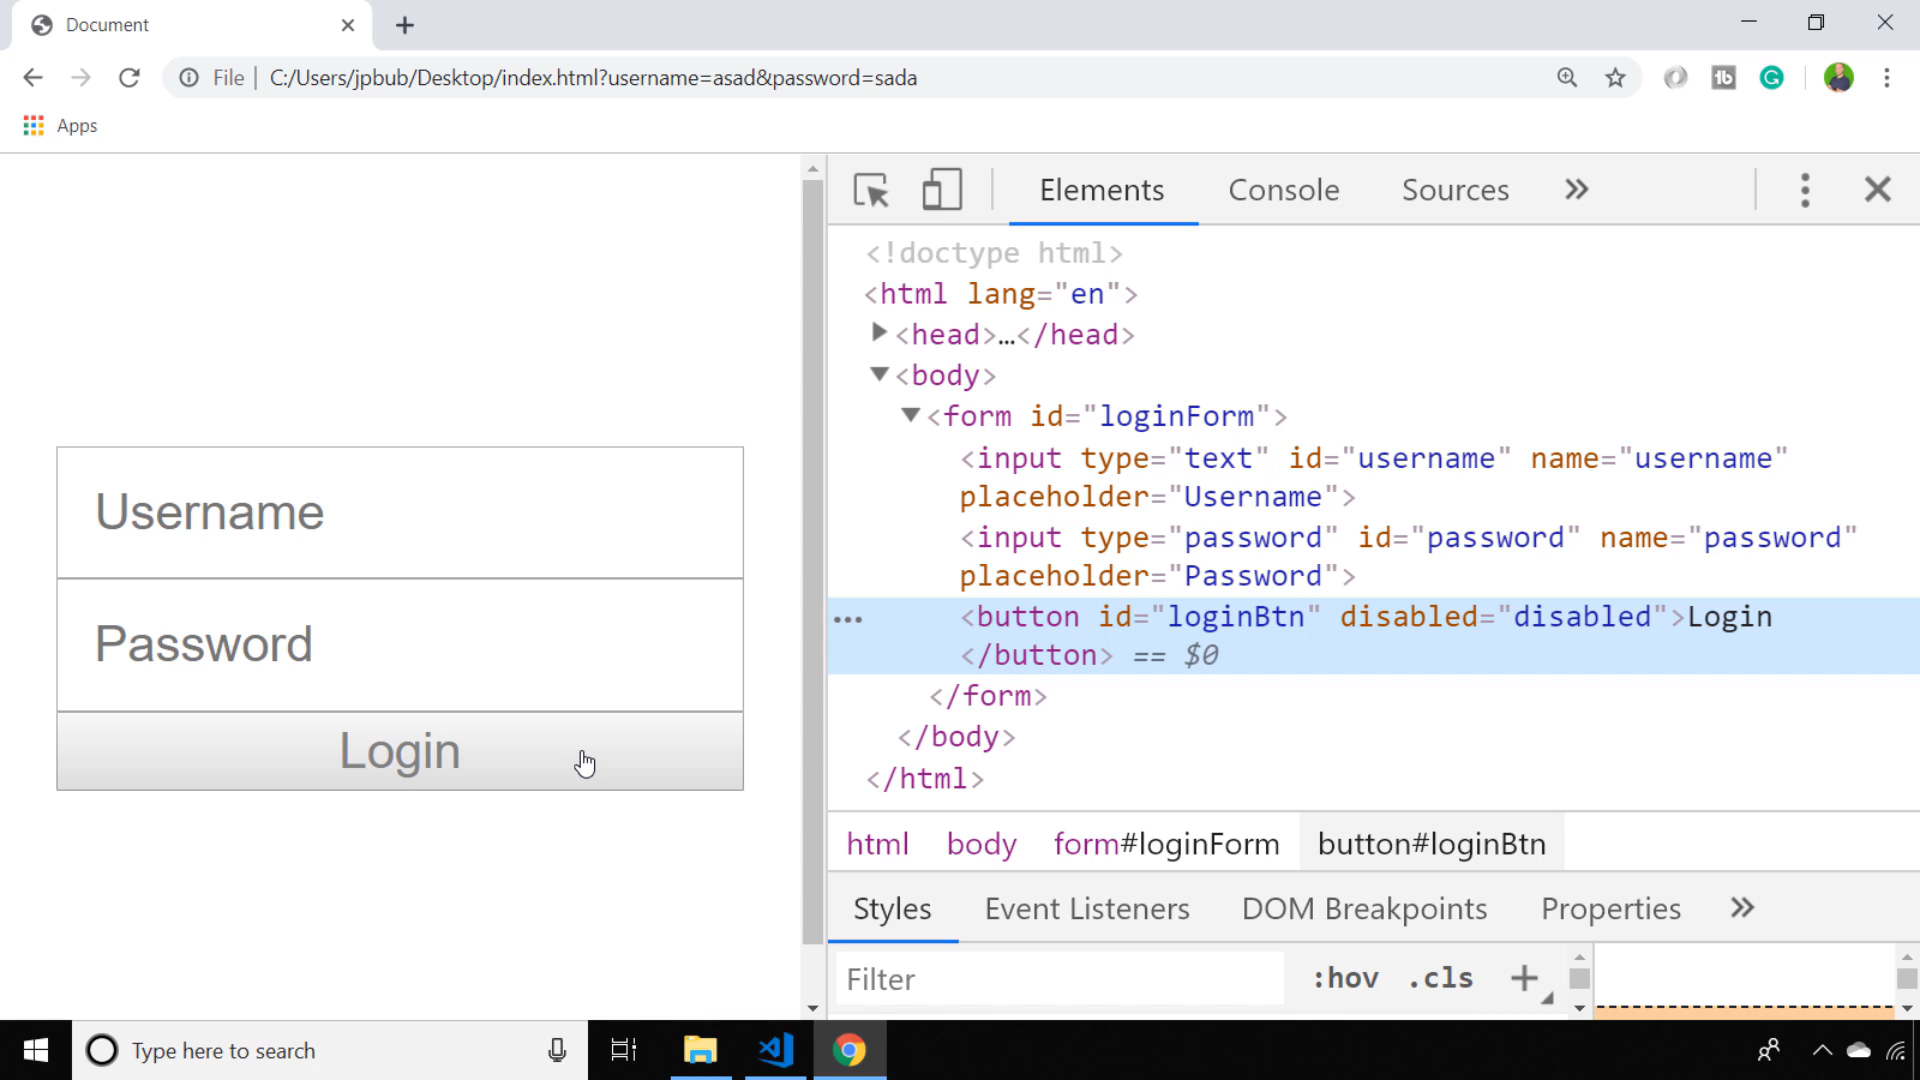 Document
File
C:/Users/jpbub/Desktop/index.html?username=asad&password=sada
Apps
Username
Password
Login
Elements Console Sources »
<!doctype html>
<html lang="en">
<head>…</head>
<body>
<form id="loginForm">
<input type="text" id="username" name="username"
placeholder="Username">
<input type="password" id="password" name="password"
placeholder="Password">
<button id="loginBtn" disabled="disabled">Login
</button> == $0
</form>
</body>
</html>
html body form#loginForm button#loginBtn
Styles Event Listeners DOM Breakpoints Properties »
Filter :hov .cls +
Type here to search